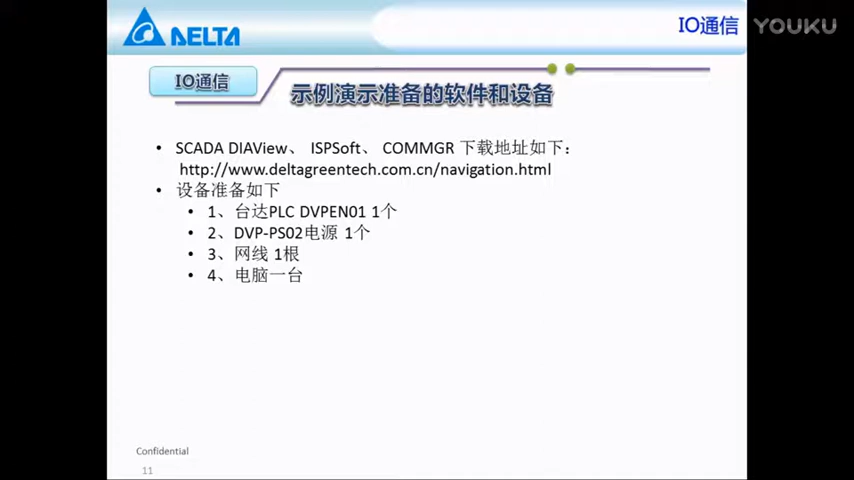 DELTA
IO通信
YOUKU
IO通信
示例演示准备的软件和设备
• SCADA DIAView、 ISPSoft、 COMMGR 下载地址如下：
http://www.deltagreentech.com.cn/navigation.html
• 设备准备如下
• 1、台达PLC DVPEN01 1个
• 2、DVP-PS02电源 1个
• 3、网线 1根
• 4、电脑一台
Confidential
11